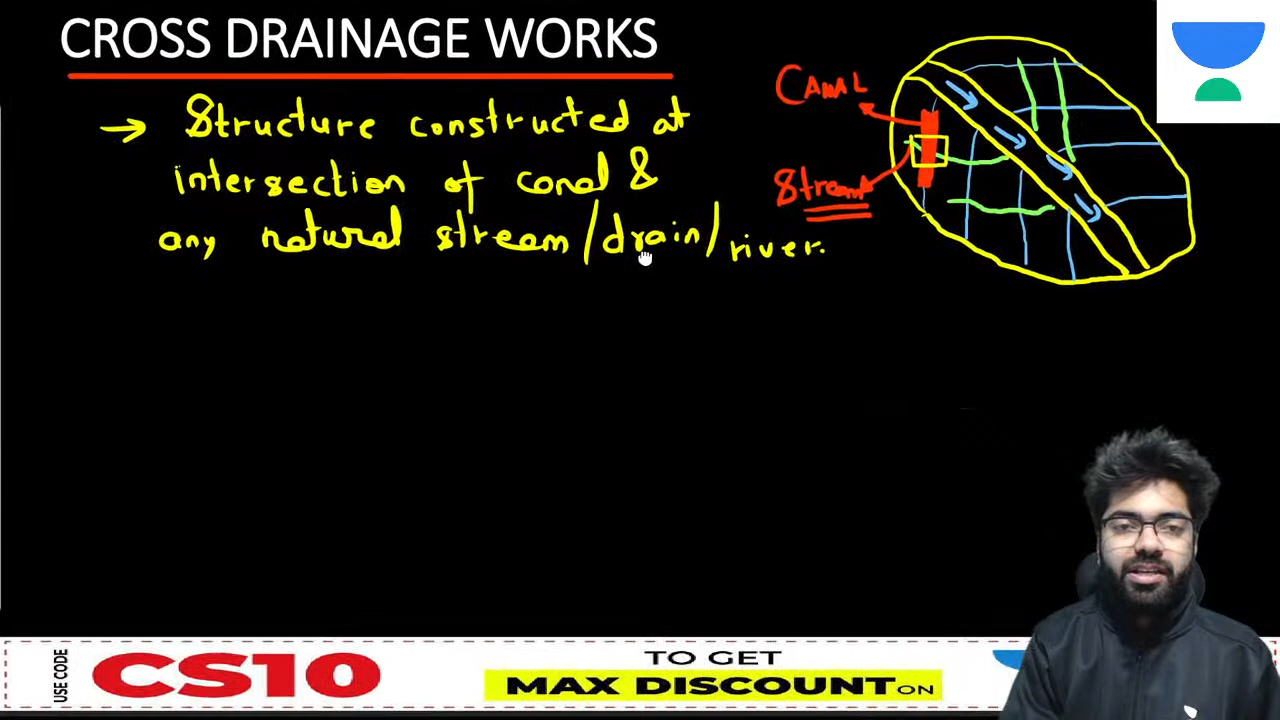 CROSS DRAINAGE WORKS
→ Structure constructed at
intersection of canal &
any natural stream/drain/river.
CANAL
Stream
USE CODE
CS10
TO GET
MAX DISCOUNT ON